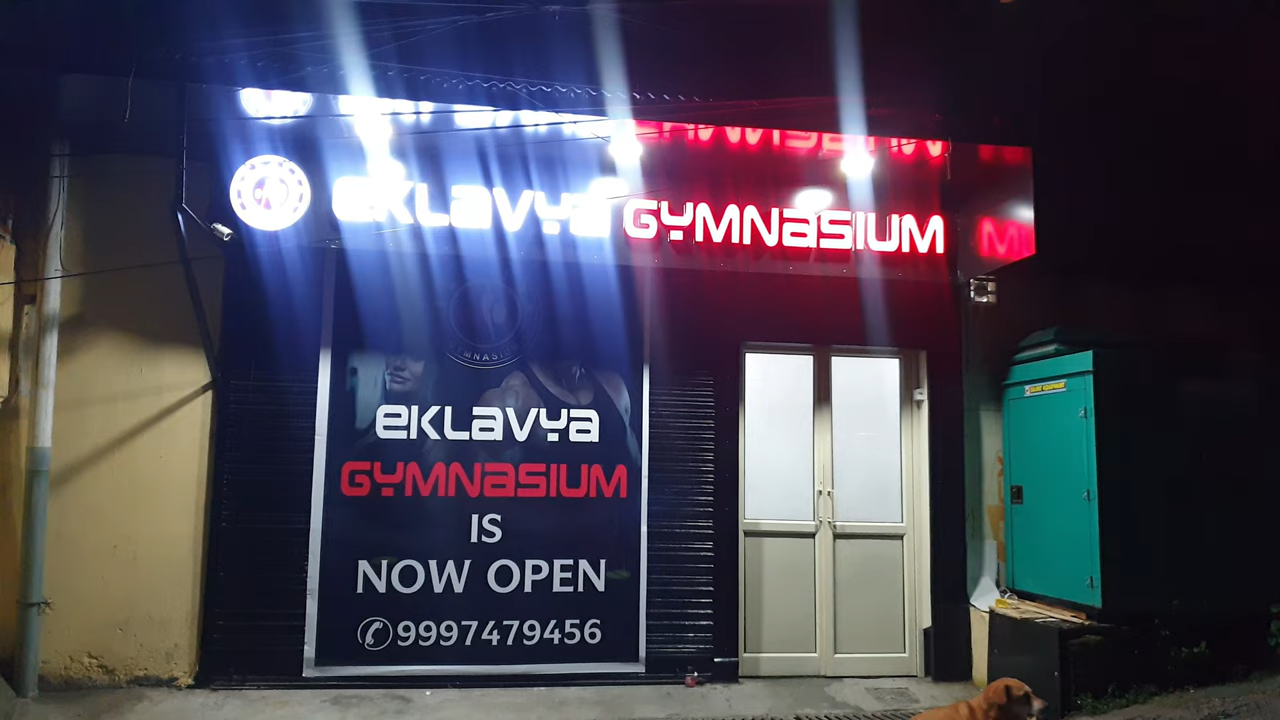 eKLaVYa GYMNaSIUM
eKLaVYa
GYMNaSIUM
IS
NOW OPEN
9997479456